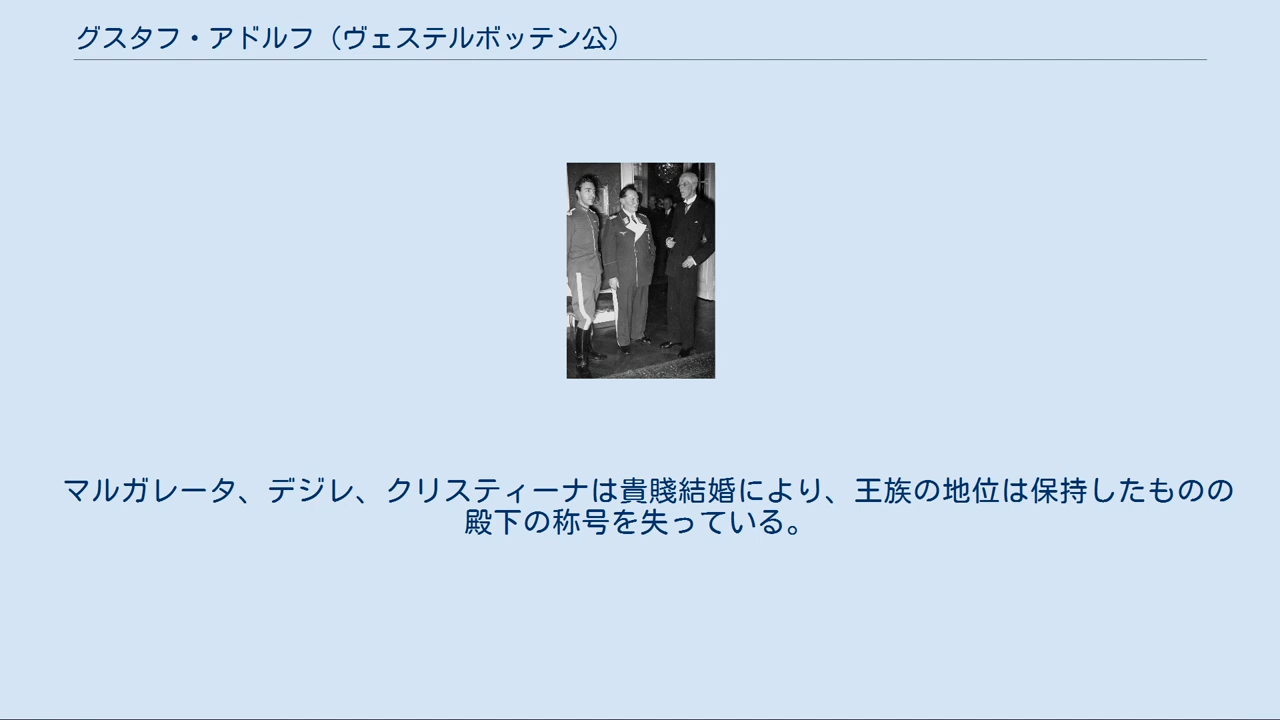 グスタフ・アドルフ（ヴェステルボッテン公）
マルガレータ、デジレ、クリスティーナは貴賤結婚により、王族の地位は保持したものの
殿下の称号を失っている。